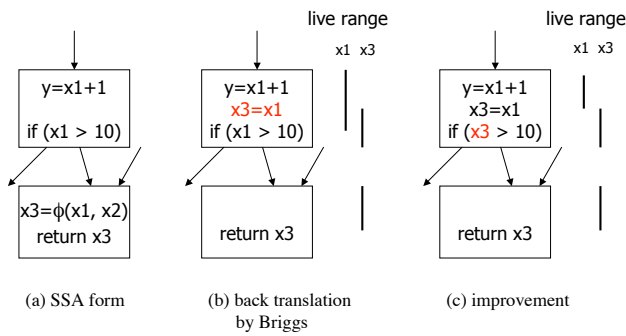 live range
x1 x3
live range
x1 x3
y=x1+1
if (x1 > 10)
x3=ϕ(x1, x2)
return x3
(a) SSA form
y=x1+1
x3=x1
if (x1 > 10)
return x3
(b) back translation
by Briggs
y=x1+1
x3=x1
if (x3 > 10)
return x3
(c) improvement